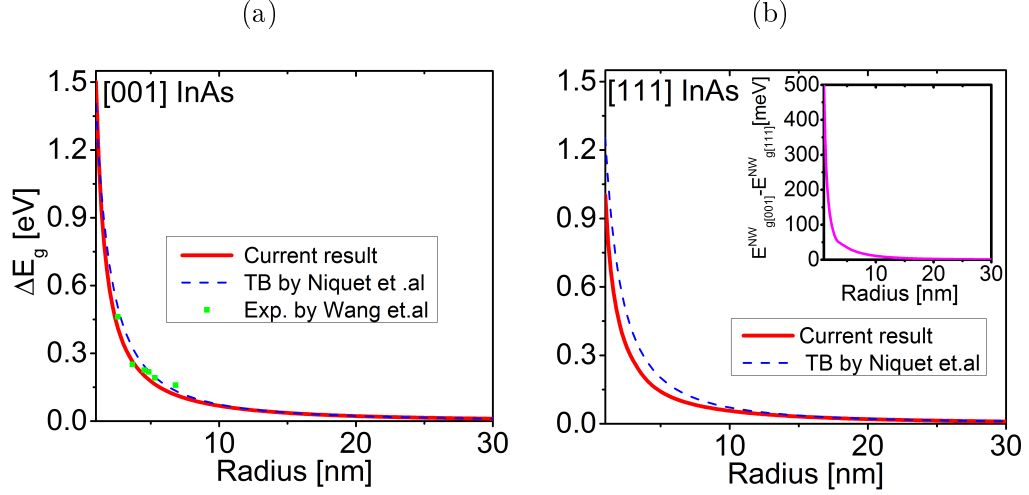 (a)
[001] InAs
1.5
1.2
0.9
0.6
0.3
0.0
ΔE_g [eV]
Current result
TB by Niquet et .al
Exp. by Wang et.al
10
20
30
Radius [nm]
(b)
[111] InAs
1.5
1.2
0.9
0.6
0.3
0.0
E^NW_g[001]-E^NW_g[111][meV]
500
400
300
200
100
0
10
20
30
Radius [nm]
Current result
TB by Niquet et.al
10
20
30
Radius [nm]